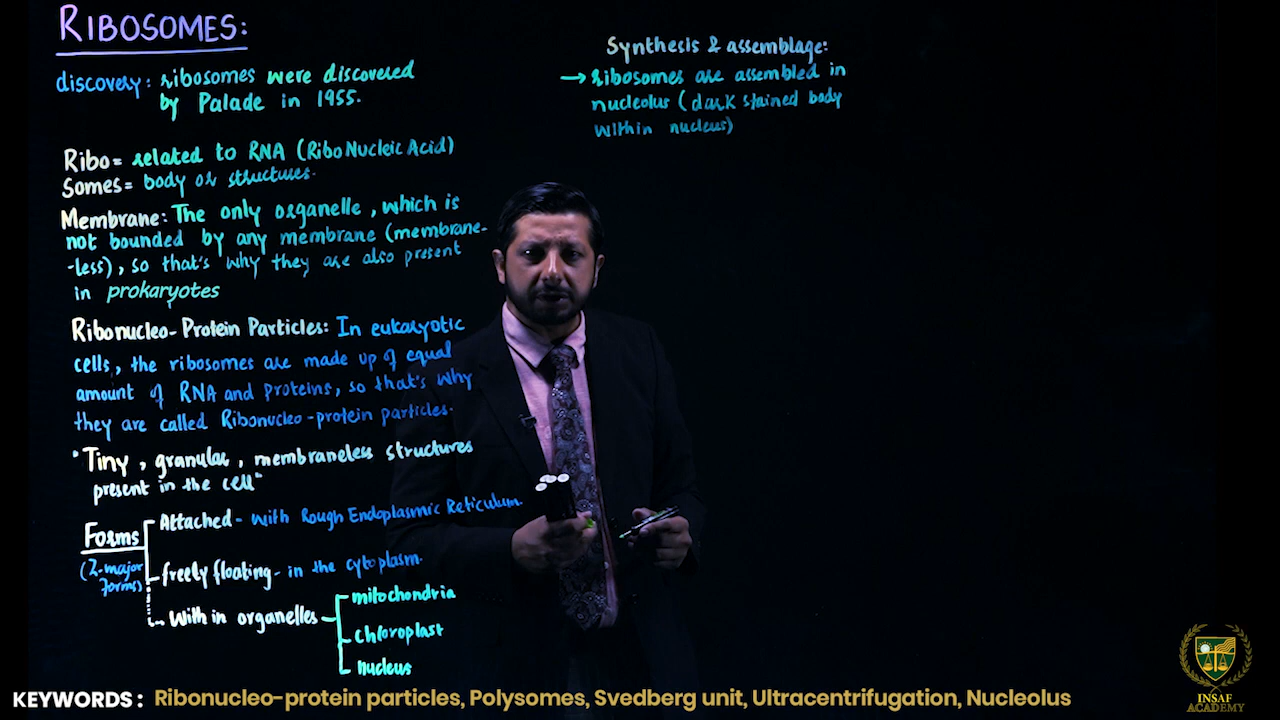 RIBOSOMES:
discovery: ribosomes were discovered
by Palade in 1955.
Ribo= related to RNA (Ribo Nucleic Acid)
Somes= body or structures.
Membrane: The only organelle, which is
not bounded by any membrane (membrane-
-less), so that's why they are also present
in prokaryotes
Ribonucleo-Protein Particles: In eukaryotic
cells, the ribosomes are made up of equal
amount of RNA and proteins, so that's why
they are called Ribonucleo-protein particles.
"Tiny, granular, membraneless structures
present in the cell"
Forms
(2-major
forms)
Attached - with Rough Endoplasmic Reticulum.
freely floating - in the cytoplasm.
With in organelles
mitochondria
chloroplast
nucleus
Synthesis & assemblage:
→ ribosomes are assembled in
nucleolus (dark stained body
within nucleus)
KEYWORDS: Ribonucleo-protein particles, Polysomes, Svedberg unit, Ultracentrifugation, Nucleolus
INSAF
ACADEMY